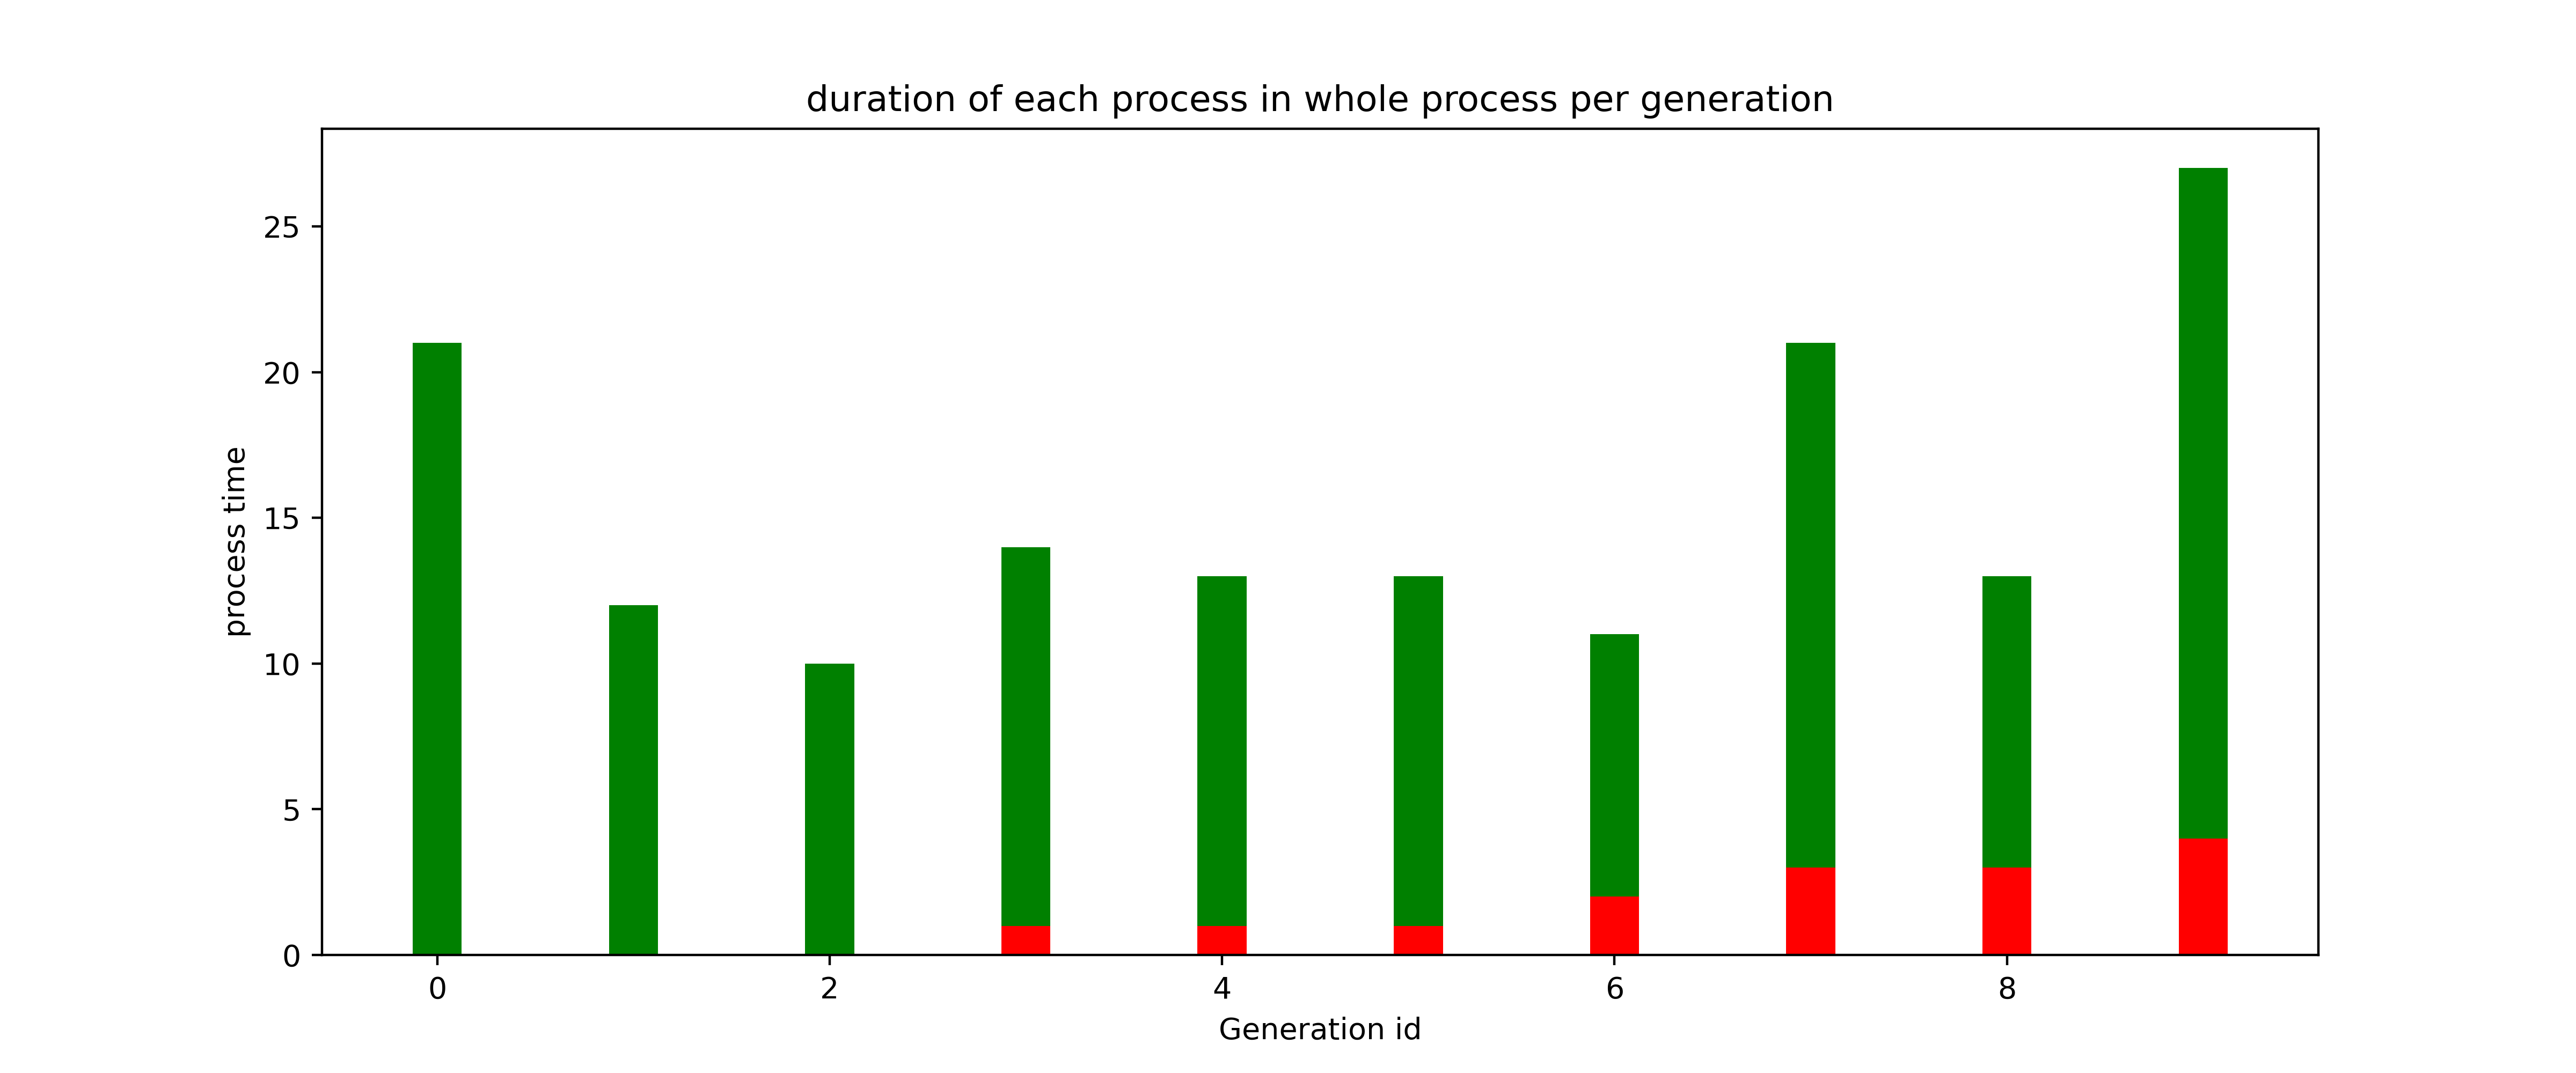 duration of each process in whole process per generation
25
20
15
10
5
0
process time
0 2 4 6 8
Generation id